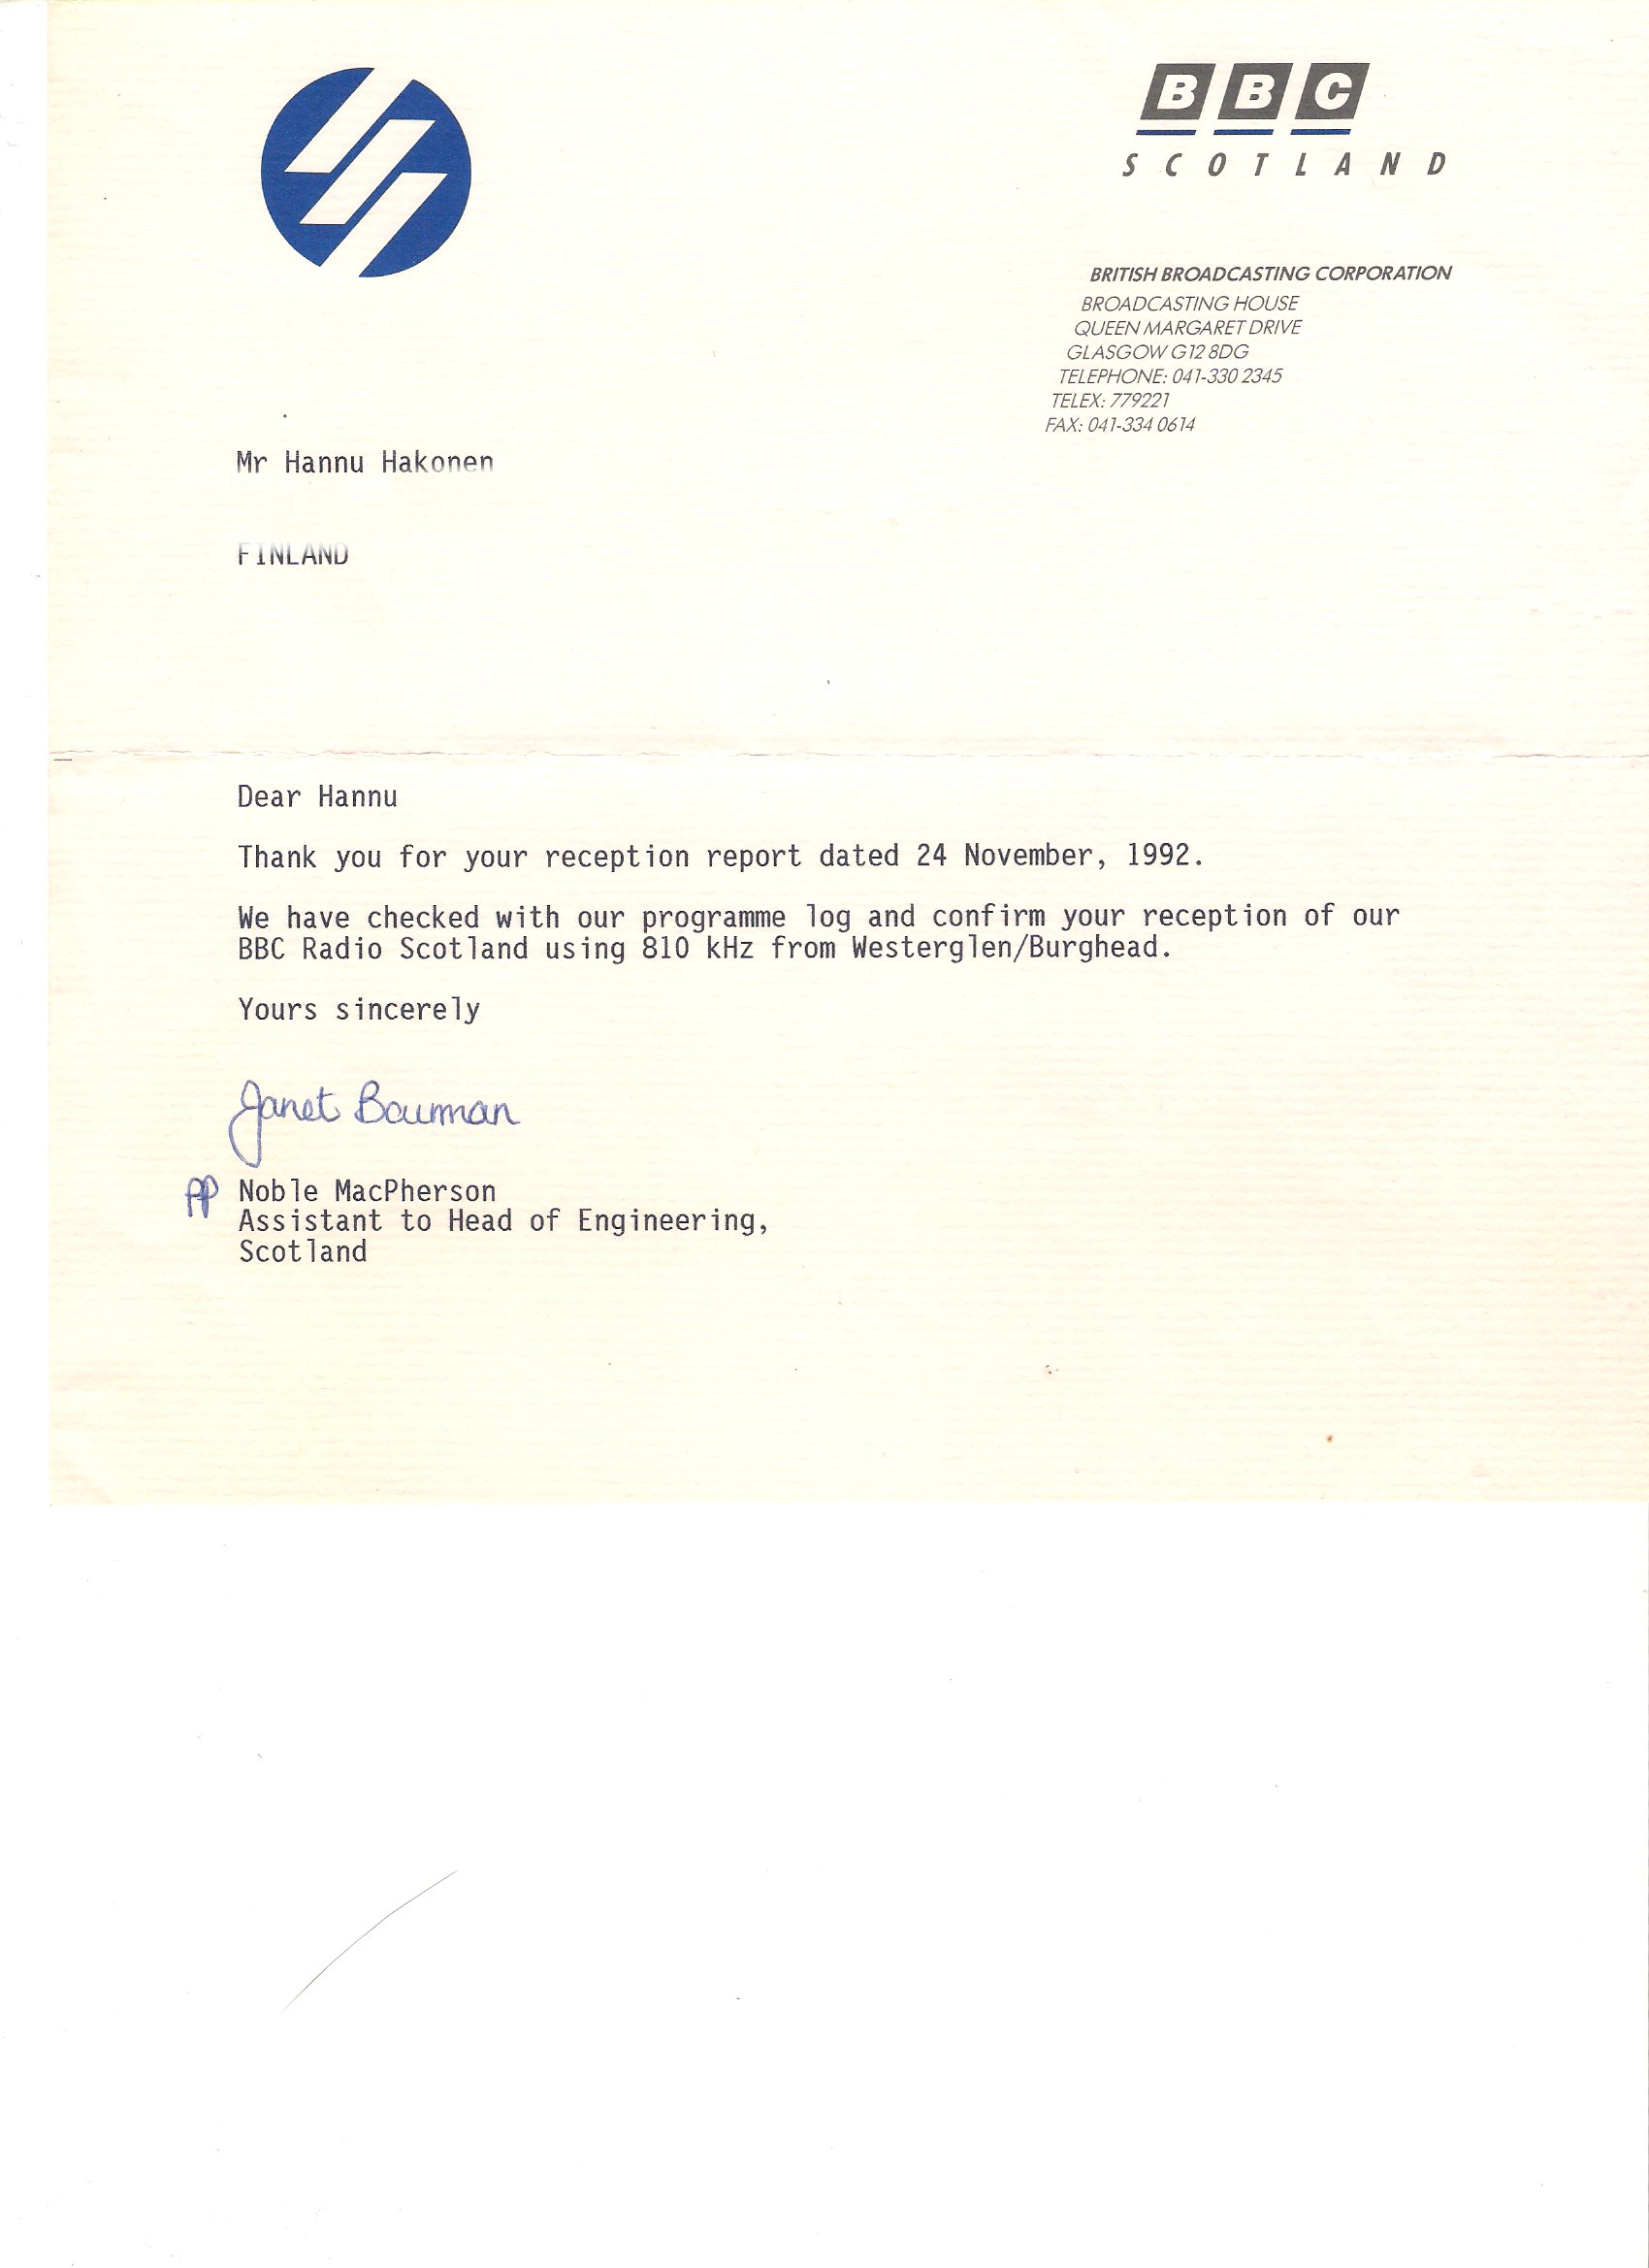 BBC
SCOTLAND
BRITISH BROADCASTING CORPORATION
BROADCASTING HOUSE
QUEEN MARGARET DRIVE
GLASGOW G12 8DG
TELEPHONE: 041-330 2345
TELEX: 779221
FAX: 041-334 0614
Mr Hannu Hakonen
FINLAND
Dear Hannu
Thank you for your reception report dated 24 November, 1992.
We have checked with our programme log and confirm your reception of our
BBC Radio Scotland using 810 kHz from Westerglen/Burghead.
Yours sincerely
Janet Bauman
PP Noble MacPherson
Assistant to Head of Engineering,
Scotland